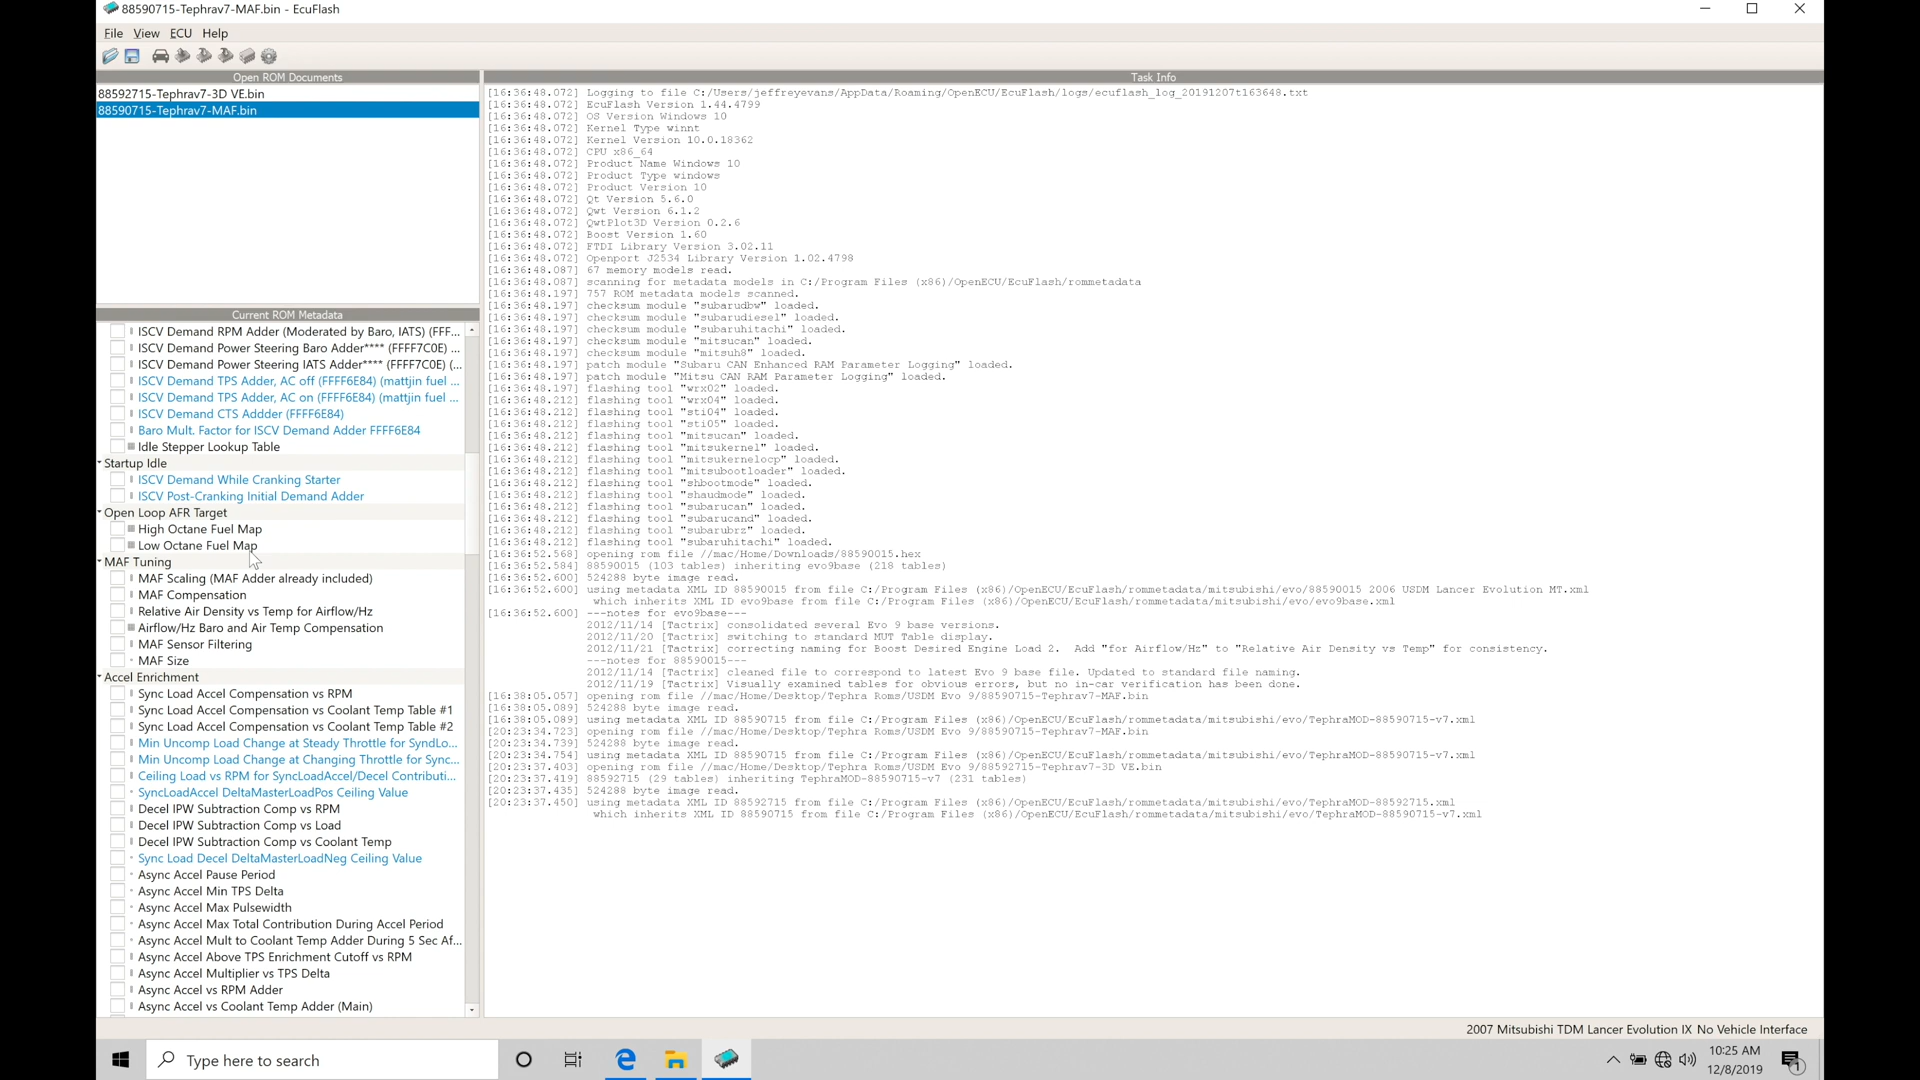 88590715-Tephrav7-MAF.bin - EcuFlash
File View ECU Help
Open ROM Documents
88592715-Tephrav7-3D VE.bin
88590715-Tephrav7-MAF.bin
Current ROM Metadata
ISCV Demand RPM Adder (Moderated by Baro, IATS) (FFF...
ISCV Demand Power Steering Baro Adder**** (FFFF7C0E) ...
ISCV Demand Power Steering IATS Adder**** (FFFF7C0E) (...
ISCV Demand TPS Adder, AC off (FFFF6E84) (mattjin fuel ...
ISCV Demand TPS Adder, AC on (FFFF6E84) (mattjin fuel ...
ISCV Demand CTS Addder (FFFF6E84)
Baro Mult. Factor for ISCV Demand Adder FFFF6E84
Idle Stepper Lookup Table
Startup Idle
ISCV Demand While Cranking Starter
ISCV Post-Cranking Initial Demand Adder
Open Loop AFR Target
High Octane Fuel Map
Low Octane Fuel Map
MAF Tuning
MAF Scaling (MAF Adder already included)
MAF Compensation
Relative Air Density vs Temp for Airflow/Hz
Airflow/Hz Baro and Air Temp Compensation
MAF Sensor Filtering
MAF Size
Accel Enrichment
Sync Load Accel Compensation vs RPM
Sync Load Accel Compensation vs Coolant Temp Table #1
Sync Load Accel Compensation vs Coolant Temp Table #2
Min Uncomp Load Change at Steady Throttle for SyndLo...
Min Uncomp Load Change at Changing Throttle for Sync...
Ceiling Load vs RPM for SyncLoadAccel/Decel Contributi...
SyncLoadAccel DeltaMasterLoadPos Ceiling Value
Decel IPW Subtraction Comp vs RPM
Decel IPW Subtraction Comp vs Load
Decel IPW Subtraction Comp vs Coolant Temp
Sync Load Decel DeltaMasterLoadNeg Ceiling Value
Async Accel Pause Period
Async Accel Min TPS Delta
Async Accel Max Pulsewidth
Async Accel Max Total Contribution During Accel Period
Async Accel Mult to Coolant Temp Adder During 5 Sec Af...
Async Accel Above TPS Enrichment Cutoff vs RPM
Async Accel Multiplier vs TPS Delta
Async Accel vs RPM Adder
Async Accel vs Coolant Temp Adder (Main)
Task Info
[16:36:48.072] Logging to file C:/Users/jeffreyevans/AppData/Roaming/OpenECU/EcuFlash/logs/ecuflash_log_20191207t163648.txt
[16:36:48.072] EcuFlash Version 1.44.4799
[16:36:48.072] OS Version Windows 10
[16:36:48.072] Kernel Type winnt
[16:36:48.072] Kernel Version 10.0.18362
[16:36:48.072] CPU x86_64
[16:36:48.072] Product Name Windows 10
[16:36:48.072] Product Type windows
[16:36:48.072] Product Version 10
[16:36:48.072] Qt Version 5.6.0
[16:36:48.072] Qwt Version 6.1.2
[16:36:48.072] QwtPlot3D Version 0.2.6
[16:36:48.072] Boost Version 1.60
[16:36:48.072] FTDI Library Version 3.02.11
[16:36:48.072] Openport J2534 Library Version 1.02.4798
[16:36:48.087] 67 memory models read.
[16:36:48.087] scanning for metadata models in C:/Program Files (x86)/OpenECU/EcuFlash/rommetadata
[16:36:48.197] 757 ROM metadata models scanned.
[16:36:48.197] checksum module "subarudbw" loaded.
[16:36:48.197] checksum module "subarudiesel" loaded.
[16:36:48.197] checksum module "subaruhitachi" loaded.
[16:36:48.197] checksum module "mitsucan" loaded.
[16:36:48.197] checksum module "mitsuh8" loaded.
[16:36:48.197] patch module "Subaru CAN Enhanced RAM Parameter Logging" loaded.
[16:36:48.197] patch module "Mitsu CAN RAM Parameter Logging" loaded.
[16:36:48.197] flashing tool "wrx02" loaded.
[16:36:48.212] flashing tool "wrx04" loaded.
[16:36:48.212] flashing tool "sti04" loaded.
[16:36:48.212] flashing tool "sti05" loaded.
[16:36:48.212] flashing tool "mitsucan" loaded.
[16:36:48.212] flashing tool "mitsukernel" loaded.
[16:36:48.212] flashing tool "mitsukernelocp" loaded.
[16:36:48.212] flashing tool "mitsubootloader" loaded.
[16:36:48.212] flashing tool "shbootmode" loaded.
[16:36:48.212] flashing tool "shaudmode" loaded.
[16:36:48.212] flashing tool "subarucan" loaded.
[16:36:48.212] flashing tool "subarucand" loaded.
[16:36:48.212] flashing tool "subarubrz" loaded.
[16:36:48.212] flashing tool "subaruhitachi" loaded.
[16:36:52.568] opening rom file //mac/Home/Downloads/88590015.hex
[16:36:52.584] 88590015 (103 tables) inheriting evo9base (218 tables)
[16:36:52.600] 524288 byte image read.
[16:36:52.600] using metadata XML ID 88590015 from file C:/Program Files (x86)/OpenECU/EcuFlash/rommetadata/mitsubishi/evo/88590015 2006 USDM Lancer Evolution MT.xml
which inherits XML ID evo9base from file C:/Program Files (x86)/OpenECU/EcuFlash/rommetadata/mitsubishi/evo/evo9base.xml
[16:36:52.600] ---notes for evo9base---
2012/11/14 [Tactrix] consolidated several Evo 9 base versions.
2012/11/20 [Tactrix] switching to standard MUT Table display.
2012/11/21 [Tactrix] correcting naming for Boost Desired Engine Load 2. Add "for Airflow/Hz" to "Relative Air Density vs Temp" for consistency.
---notes for 88590015---
2012/11/14 [Tactrix] cleaned file to correspond to latest Evo 9 base file. Updated to standard file naming.
2012/11/19 [Tactrix] Visually examined tables for obvious errors, but no in-car verification has been done.
[16:38:05.057] opening rom file //mac/Home/Desktop/Tephra Roms/USDM Evo 9/88590715-Tephrav7-MAF.bin
[16:38:05.089] 524288 byte image read.
[16:38:05.089] using metadata XML ID 88590715 from file C:/Program Files (x86)/OpenECU/EcuFlash/rommetadata/mitsubishi/evo/TephraMOD-88590715-v7.xml
[20:23:34.723] opening rom file //mac/Home/Desktop/Tephra Roms/USDM Evo 9/88590715-Tephrav7-MAF.bin
[20:23:34.739] 524288 byte image read.
[20:23:34.754] using metadata XML ID 88590715 from file C:/Program Files (x86)/OpenECU/EcuFlash/rommetadata/mitsubishi/evo/TephraMOD-88590715-v7.xml
[20:23:37.403] opening rom file //mac/Home/Desktop/Tephra Roms/USDM Evo 9/88592715-Tephrav7-3D VE.bin
[20:23:37.419] 88592715 (29 tables) inheriting TephraMOD-88590715-v7 (231 tables)
[20:23:37.435] 524288 byte image read.
[20:23:37.450] using metadata XML ID 88592715 from file C:/Program Files (x86)/OpenECU/EcuFlash/rommetadata/mitsubishi/evo/TephraMOD-88592715.xml
which inherits XML ID 88590715 from file C:/Program Files (x86)/OpenECU/EcuFlash/rommetadata/mitsubishi/evo/TephraMOD-88590715-v7.xml
2007 Mitsubishi TDM Lancer Evolution IX No Vehicle Interface
Type here to search
10:25 AM
12/8/2019
1